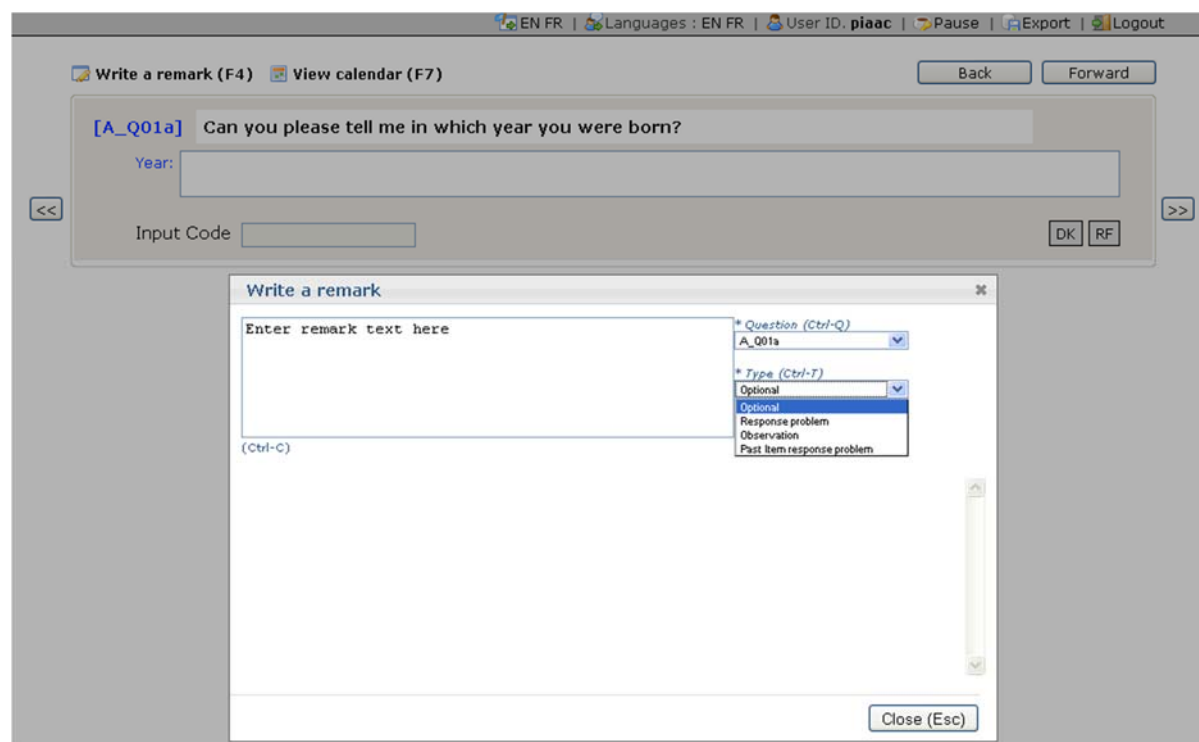 EN FR | Languages : EN FR | User ID. piaac | Pause | Export | Logout
Write a remark (F4) View calendar (F7) Back Forward
[A_Q01a] Can you please tell me in which year you were born?
Year:
<< >>
Input Code DK RF
Write a remark
Enter remark text here
* Question (Ctrl-Q)
A_Q01a
* Type (Ctrl-T)
Optional
Optional
Response problem
Observation
Past Item response problem
(Ctrl-C)
Close (Esc)